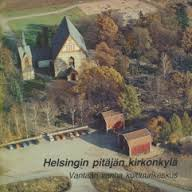 Helsingin pitäjän kirkonkylä
Vantaan vanha kulttuurikeskus